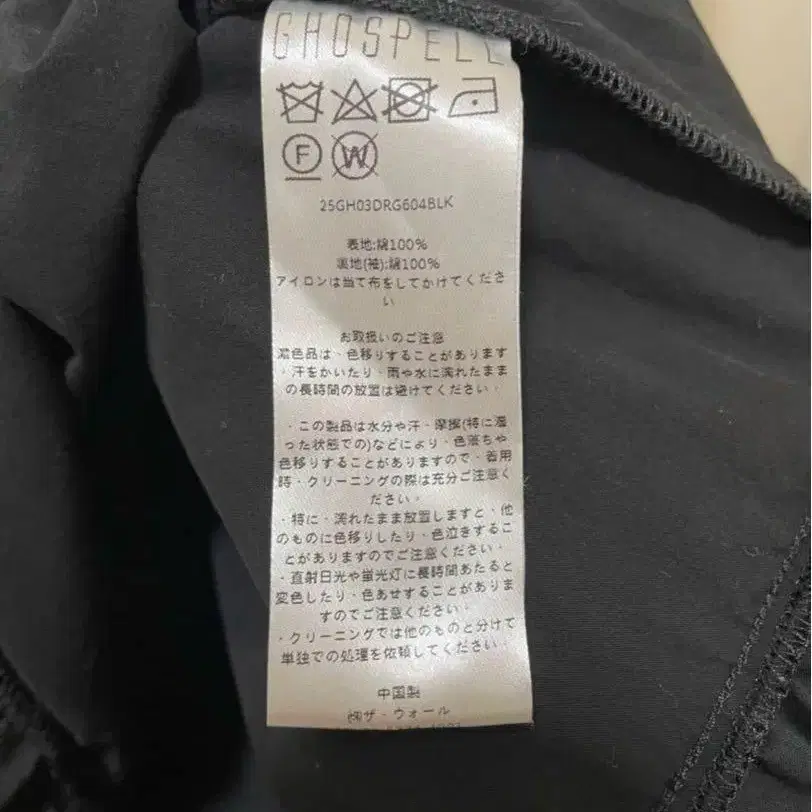 GHOSPELL
F W
25GH03DRG604BLK
表地:綿100%
裏地(袖):綿100%
アイロンは当て布をしてかけてくださ
い
お取扱いのご注意
濃色品は、色移りすることがあります
・汗をかいたり、雨や水に濡れたまま
の長時間の放置は避けてください。
・この製品は水分や汗・摩擦(特に湿
った状態での)などにより、色落ちや
色移りすることがありますので、着用
時・クリーニングの際は充分ご注意く
ださい。
・特に、濡れたまま放置しますと、他
のものに色移りしたり、色泣きするこ
とがありますのでご注意ください。
・直射日光や蛍光灯に長時間あたると
変色したり、色あせすることがありま
すのでご注意ください。
・クリーニングでは他のものと分けて
単独での処理を依頼してください。
中国製
㈱ザ・ウォール